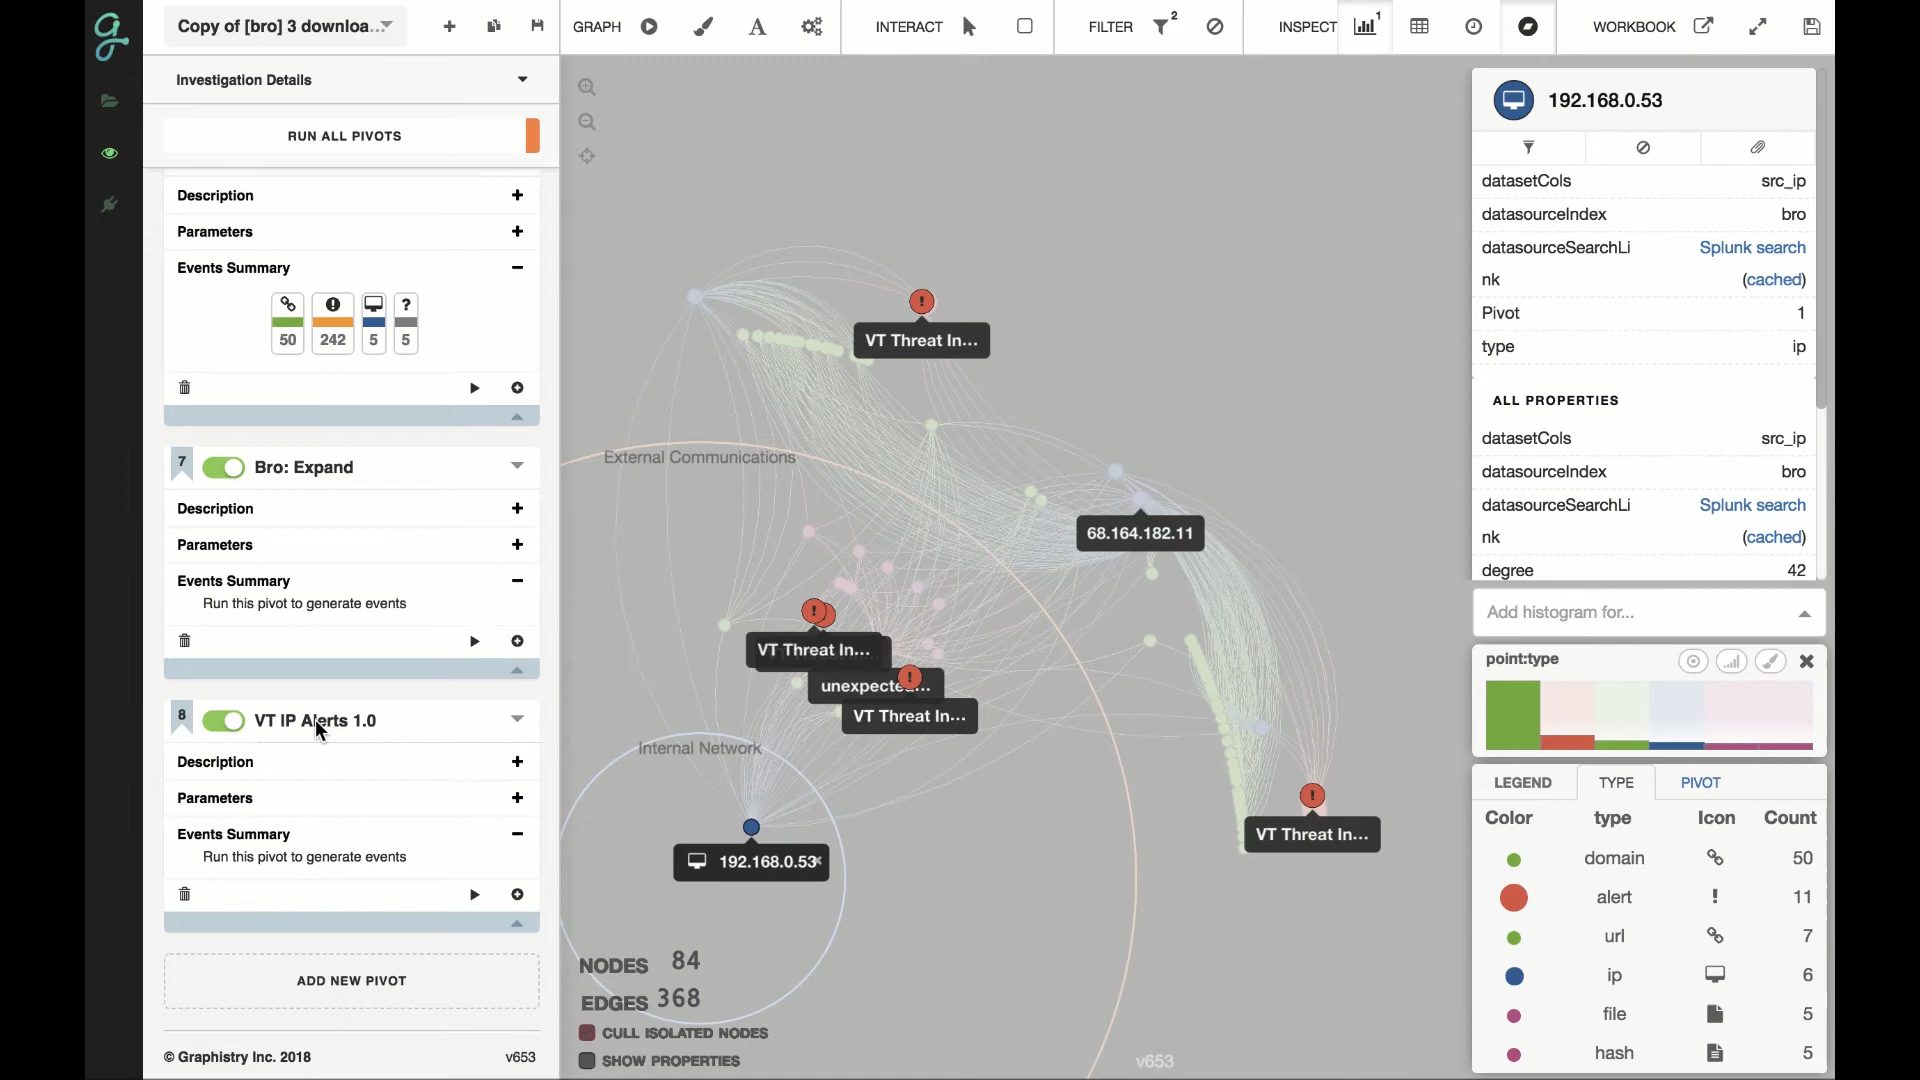 Copy of [bro] 3 downloa...
GRAPH
INTERACT
FILTER
2
INSPECT
1
WORKBOOK
Investigation Details
RUN ALL PIVOTS
Description
Parameters
Events Summary
50
242
5
?
5
7
Bro: Expand
Description
Parameters
Events Summary
Run this pivot to generate events
8
VT IP Alerts 1.0
Description
Parameters
Events Summary
Run this pivot to generate events
ADD NEW PIVOT
© Graphistry Inc. 2018
v653
VT Threat In...
External Communications
68.164.182.11
VT Threat In...
unexpected...
VT Threat In...
Internal Network
VT Threat In...
192.168.0.53
NODES 84
EDGES 368
CULL ISOLATED NODES
SHOW PROPERTIES
v653
192.168.0.53
datasetCols src_ip
datasourceIndex bro
datasourceSearchLi Splunk search
nk (cached)
Pivot 1
type ip
ALL PROPERTIES
datasetCols src_ip
datasourceIndex bro
datasourceSearchLi Splunk search
nk (cached)
degree 42
Add histogram for...
point:type
LEGEND TYPE PIVOT
Color type Icon Count
domain 50
alert ! 11
url 7
ip 6
file 5
hash 5